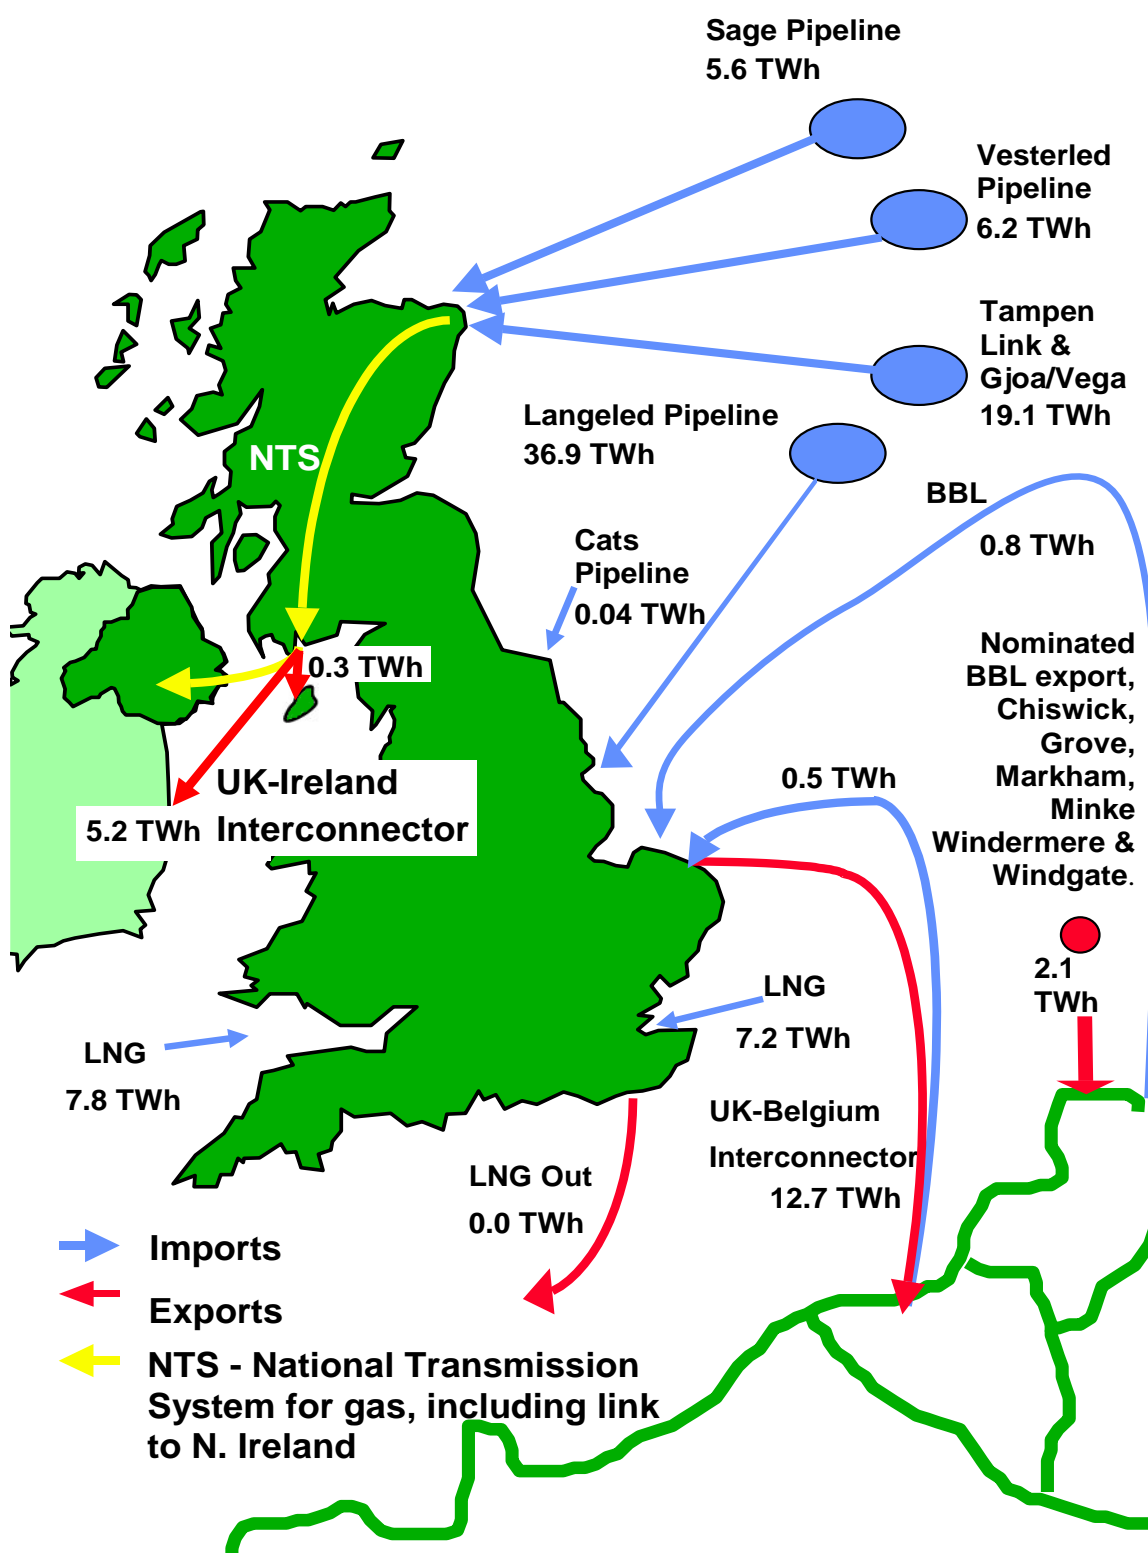 Sage Pipeline
5.6 TWh
Vesterled
Pipeline
6.2 TWh
Tampen
Link &
Gjoa/Vega
19.1 TWh
Langeled Pipeline
36.9 TWh
NTS
BBL
0.8 TWh
Cats
Pipeline
0.04 TWh
Nominated
BBL export,
Chiswick,
Grove,
Markham,
Minke
Windermere &
Windgate.
2.1
TWh
0.3 TWh
UK-Ireland
Interconnector
5.2 TWh
0.5 TWh
LNG
7.2 TWh
LNG
7.8 TWh
UK-Belgium
Interconnector
12.7 TWh
LNG Out
0.0 TWh
Imports
Exports
NTS - National Transmission
System for gas, including link
to N. Ireland